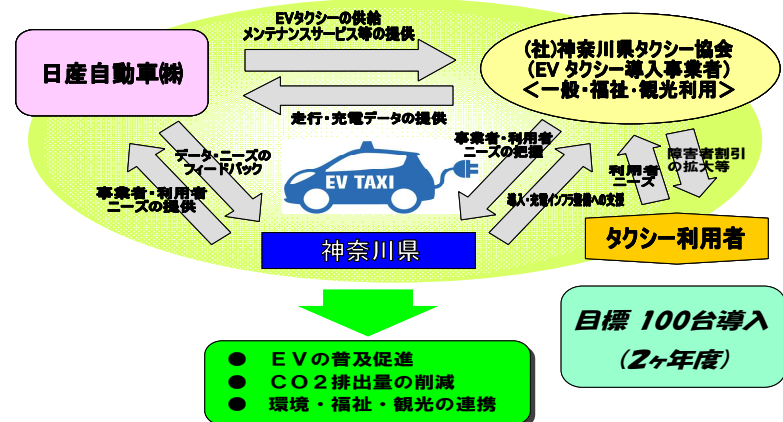 EVタクシーの供給
メンテナンスサービス等の提供
日産自動車㈱
(社)神奈川県タクシー協会
(EV タクシー導入事業者)
＜一般・福祉・観光利用＞
走行・充電データの提供
データ・ニーズの
フィードバック
事業者・利用者
ニーズの提供
EV TAXI
事業者・利用者
ニーズの把握
導入・充電インフラ整備への支援
利用者
ニーズ
障害者割引
の拡大等
神奈川県
タクシー利用者
目標 100台導入
(2ヶ年度)
● ＥＶの普及促進
● ＣＯ２排出量の削減
● 環境・福祉・観光の連携